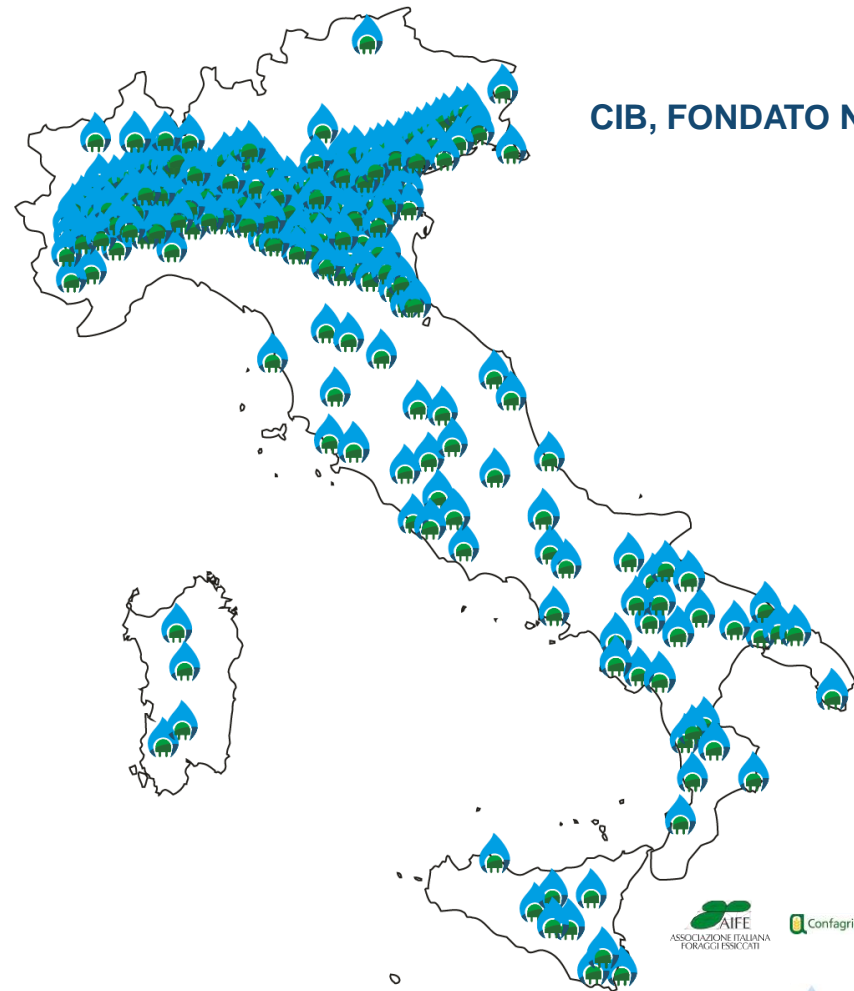 CIB, FONDATO N
AIFE
ASSOCIAZIONE ITALIANA
FORAGGI ESSICCATI
Confagri